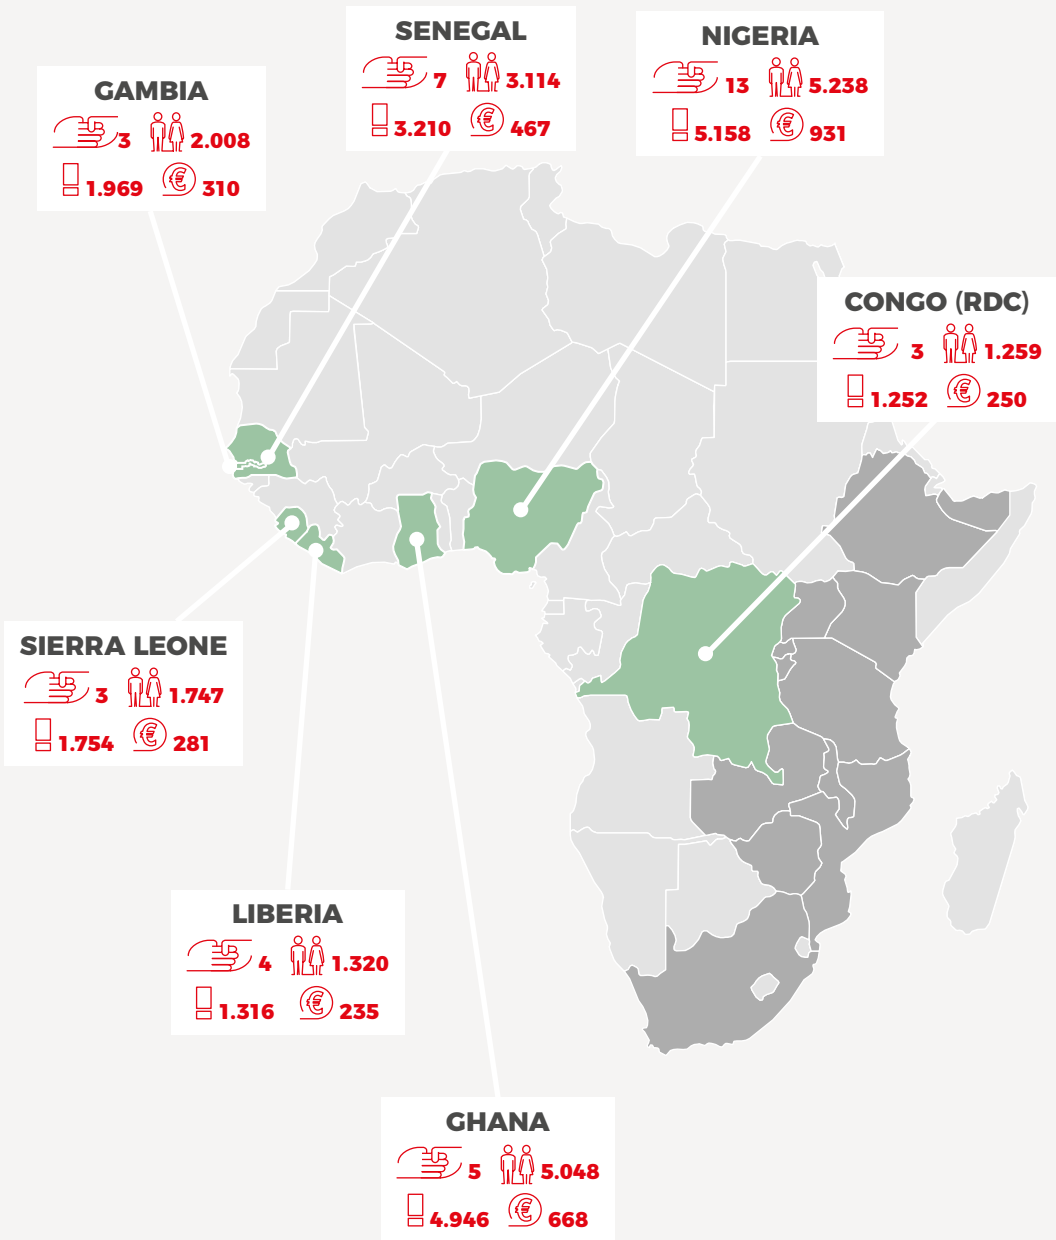 SENEGAL
7 3.114
3.210 467
NIGERIA
13 5.238
5.158 931
GAMBIA
3 2.008
1.969 310
CONGO (RDC)
3 1.259
1.252 250
SIERRA LEONE
3 1.747
1.754 281
LIBERIA
4 1.320
1.316 235
GHANA
5 5.048
4.946 668